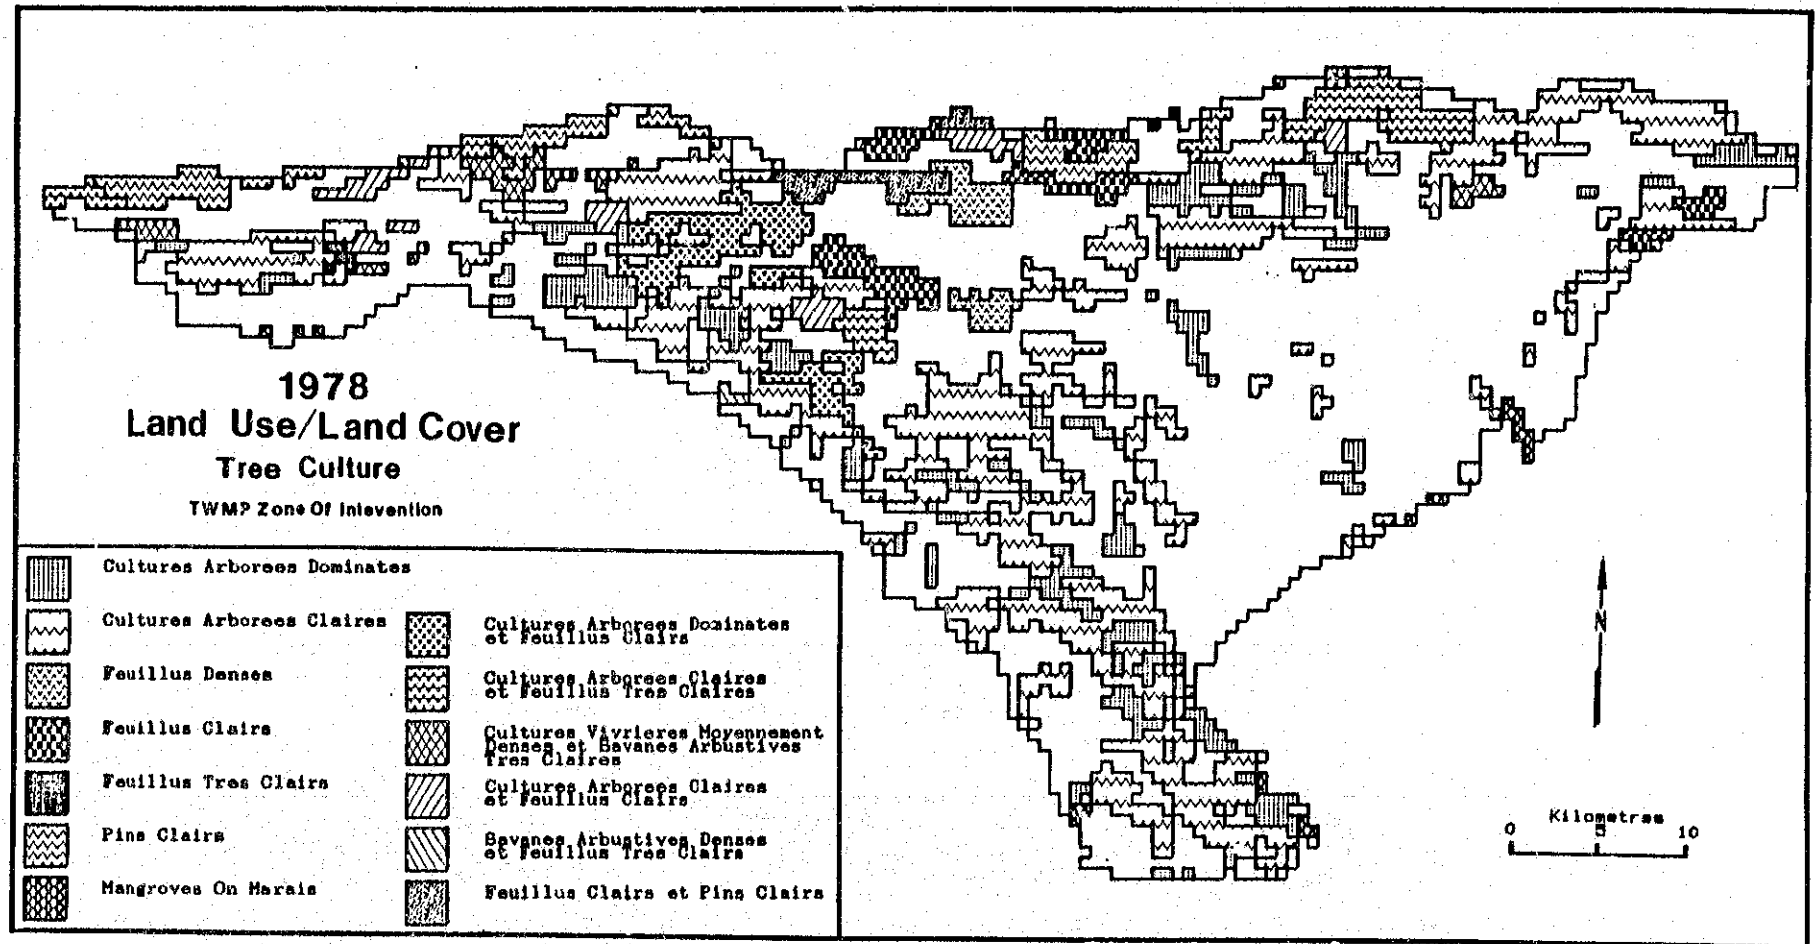 1978
Land Use/Land Cover
Tree Culture
TWMP Zone Of Intevention
Cultures Arborees Dominates
Cultures Arborees Claires
Feuillus Denses
Feuillus Clairs
Feuillus Tres Clairs
Pins Clairs
Mangroves On Marais
Cultures Arborees Dominates
et Feuillus Clairs
Cultures Arborees Claires
et Feuillus Tres Claires
Cultures Vivrieres Moyennement
Denses et Bavanes Arbustives
Tres Claires
Cultures Arborees Claires
et Feuillus Clairs
Bavanes Arbustives Denses
et Feuillus Tres Clairs
Feuillus Clairs et Pins Clairs
N
Kilometres
0 5 10